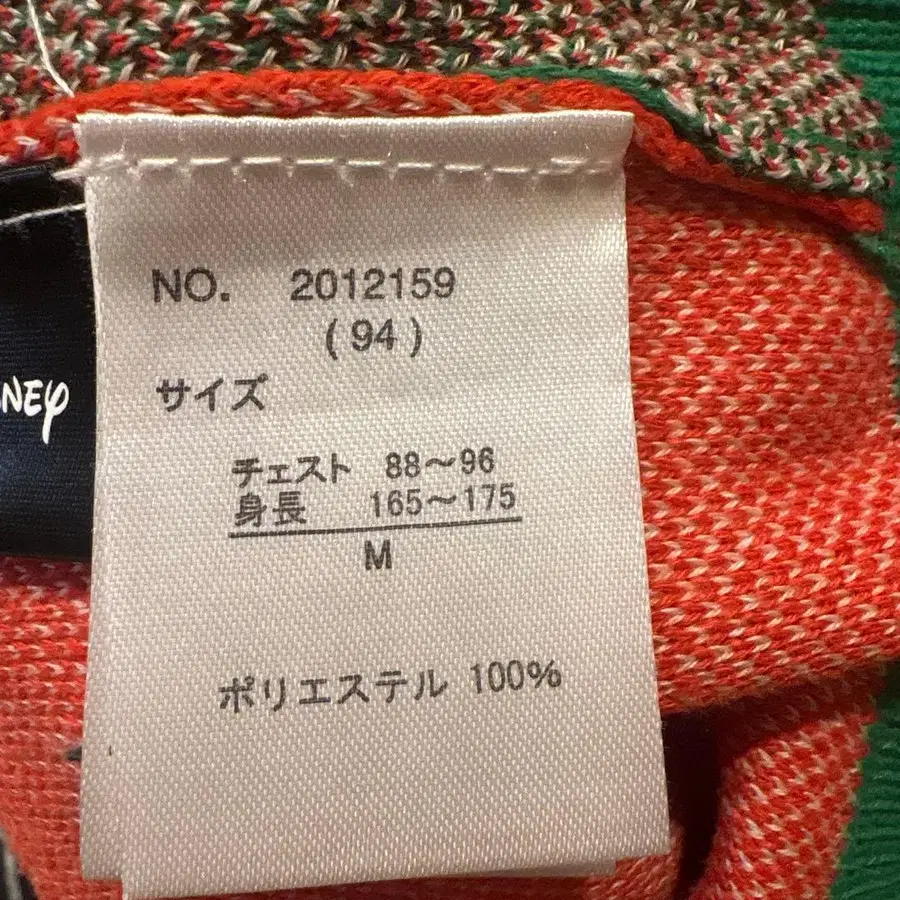 NO. 2012159
(94)
サイズ
チェスト 88～96
身長 165～175
M
ポリエステル 100%
NEY